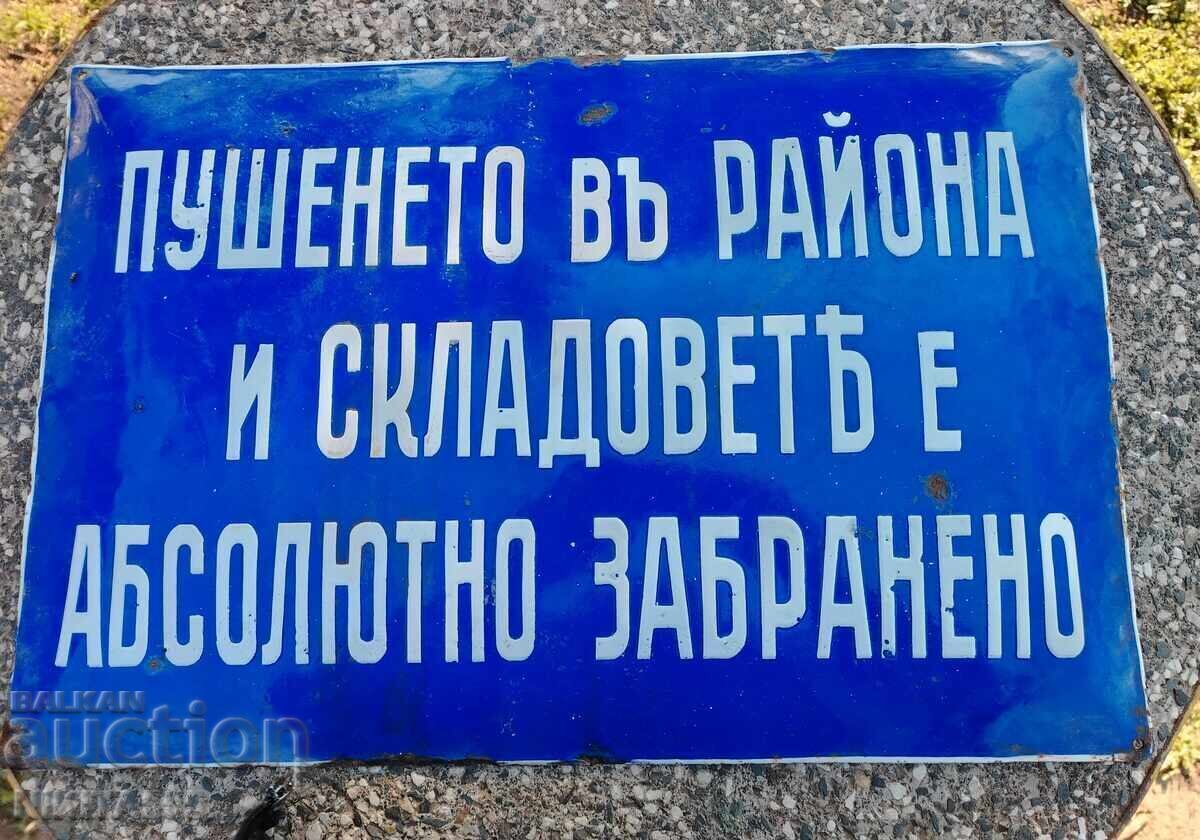 ПУШЕНЕТО ВЪ РАЙОНА
И СКЛАДОВЕТѢ Е
АБСОЛЮТНО ЗАБРАНЕНО
BALKAN
auction